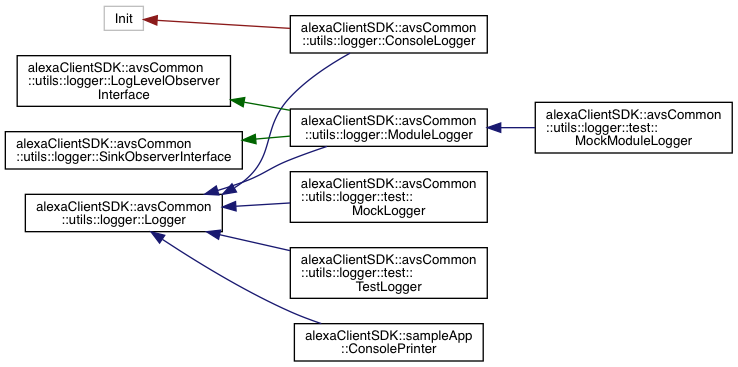 Init
alexaClientSDK::avsCommon
::utils::logger::ConsoleLogger
alexaClientSDK::avsCommon
::utils::logger::LogLevelObserver
Interface
alexaClientSDK::avsCommon
::utils::logger::ModuleLogger
alexaClientSDK::avsCommon
::utils::logger::test::
MockModuleLogger
alexaClientSDK::avsCommon
::utils::logger::SinkObserverInterface
alexaClientSDK::avsCommon
::utils::logger::Logger
alexaClientSDK::avsCommon
::utils::logger::test::
MockLogger
alexaClientSDK::avsCommon
::utils::logger::test::
TestLogger
alexaClientSDK::sampleApp
::ConsolePrinter